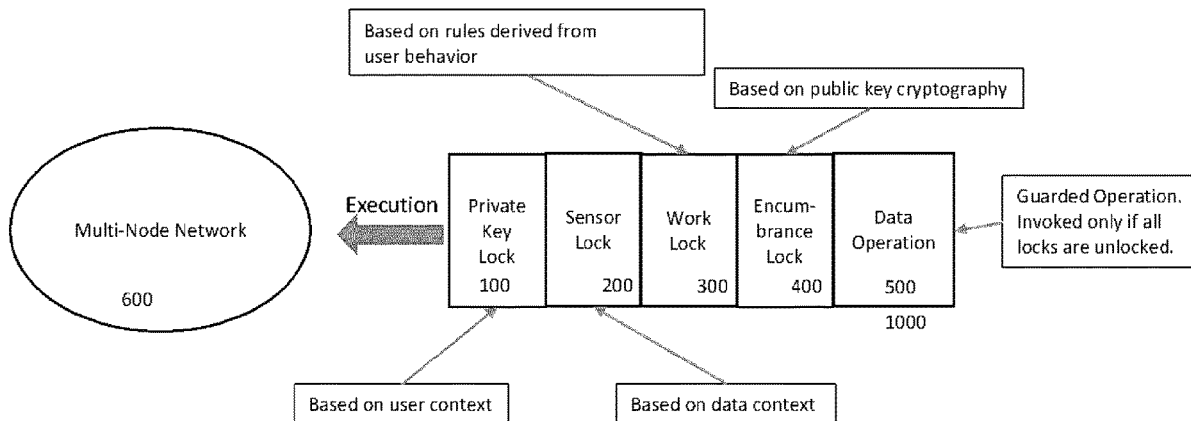 Based on rules derived from
user behavior
Based on public key cryptography
Multi-Node Network
600
Execution
Private
Key
Lock
100
Sensor
Lock
200
Work
Lock
300
Encum-
brance
Lock
400
Data
Operation
500
1000
Guarded Operation.
Invoked only if all
locks are unlocked.
Based on user context
Based on data context